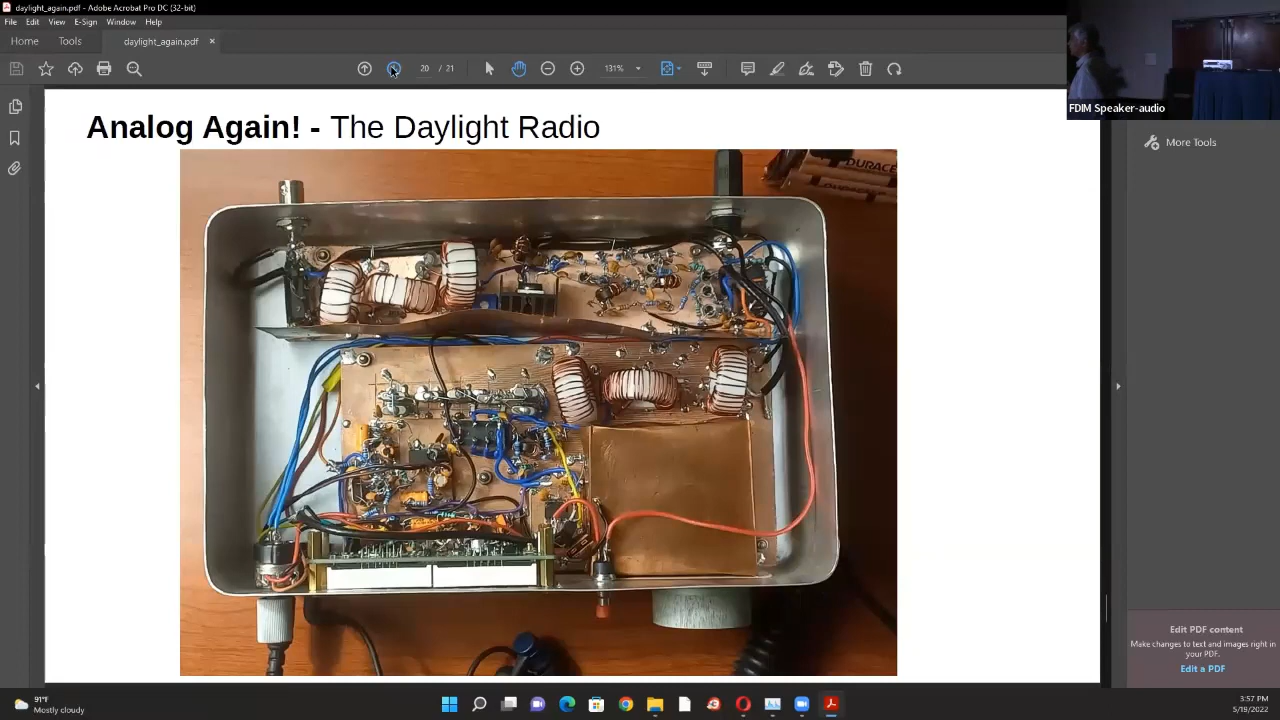 daylight_again.pdf - Adobe Acrobat Pro DC (32-bit)
File Edit View E-Sign Window Help
Home Tools daylight_again.pdf ×
20 / 21 131%
FDIM Speaker-audio
More Tools
Analog Again! - The Daylight Radio
DURACE
Edit PDF content
Make changes to text and images right in
your PDF.
Edit a PDF
91°F
Mostly cloudy
3:57 PM
5/19/2022